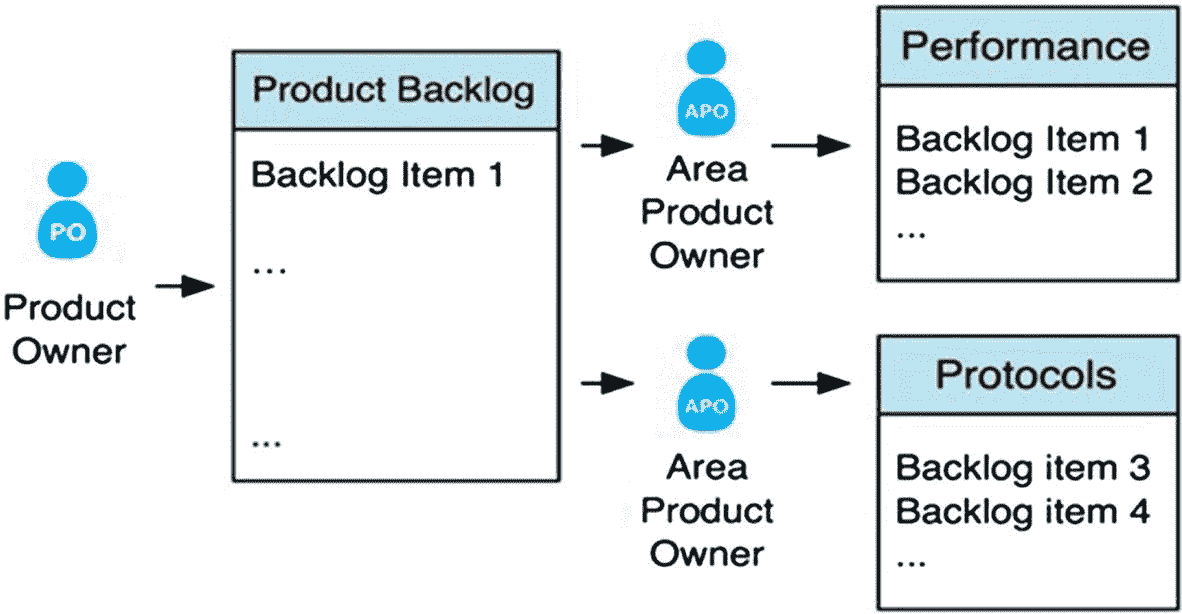 PO
Product
Owner
Product Backlog
Backlog Item 1
...
...
APO
Area
Product
Owner
Performance
Backlog Item 1
Backlog Item 2
...
APO
Area
Product
Owner
Protocols
Backlog item 3
Backlog item 4
...